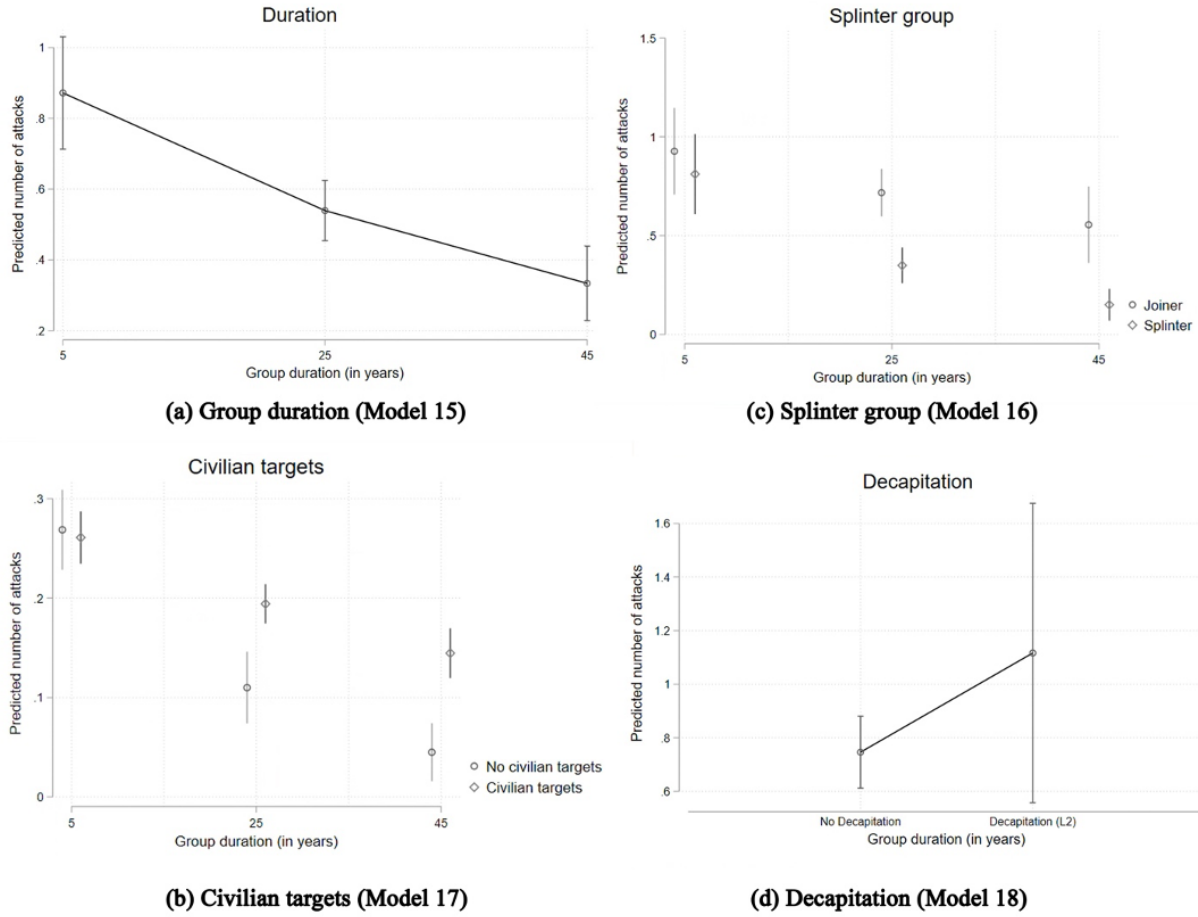 Duration
Predicted number of attacks
1
.8
.6
.4
.2
5
25
45
Group duration (in years)
(a) Group duration (Model 15)
Splinter group
Predicted number of attacks
1.5
1
.5
0
5
25
45
Group duration (in years)
Joiner
Splinter
(c) Splinter group (Model 16)
Civilian targets
Predicted number of attacks
.3
.2
.1
0
5
25
45
Group duration (in years)
No civilian targets
Civilian targets
(b) Civilian targets (Model 17)
Decapitation
Predicted number of attacks
1.6
1.4
1.2
1
.8
.6
No Decapitation
Decapitation (L2)
Group duration (in years)
(d) Decapitation (Model 18)